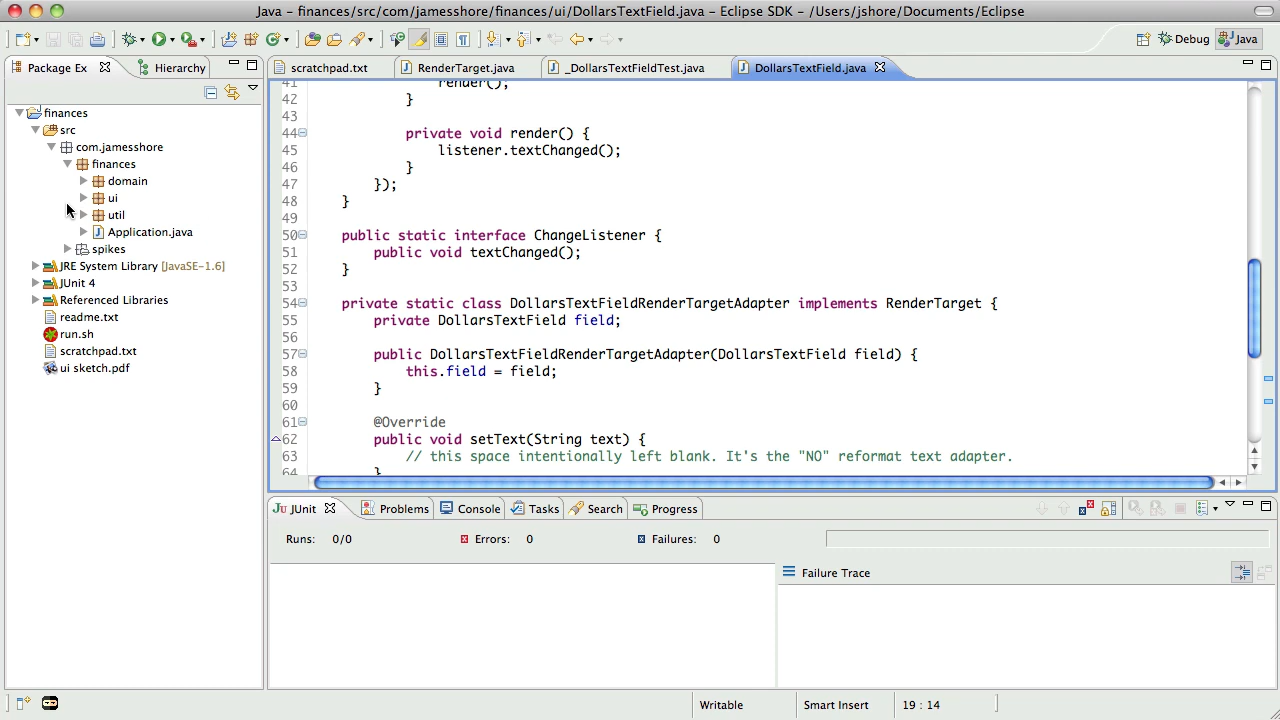 Java – finances/src/com/jamesshore/finances/ui/DollarsTextField.java – Eclipse SDK – /Users/jshore/Documents/Eclipse
Debug
Java
Package Ex
Hierarchy
scratchpad.txt
RenderTarget.java
_DollarsTextFieldTest.java
DollarsTextField.java
finances
src
com.jamesshore
finances
domain
ui
util
Application.java
spikes
JRE System Library [JavaSE-1.6]
JUnit 4
Referenced Libraries
readme.txt
run.sh
scratchpad.txt
ui sketch.pdf
41 render();
42 }
43
44 private void render() {
45 listener.textChanged();
46 }
47 });
48 }
49
50 public static interface ChangeListener {
51 public void textChanged();
52 }
53
54 private static class DollarsTextFieldRenderTargetAdapter implements RenderTarget {
55 private DollarsTextField field;
56
57 public DollarsTextFieldRenderTargetAdapter(DollarsTextField field) {
58 this.field = field;
59 }
60
61 @Override
62 public void setText(String text) {
63 // this space intentionally left blank. It's the "NO" reformat text adapter.
64 }
JUnit
Problems
Console
Tasks
Search
Progress
Runs: 0/0
Errors: 0
Failures: 0
Failure Trace
Writable
Smart Insert
19 : 14